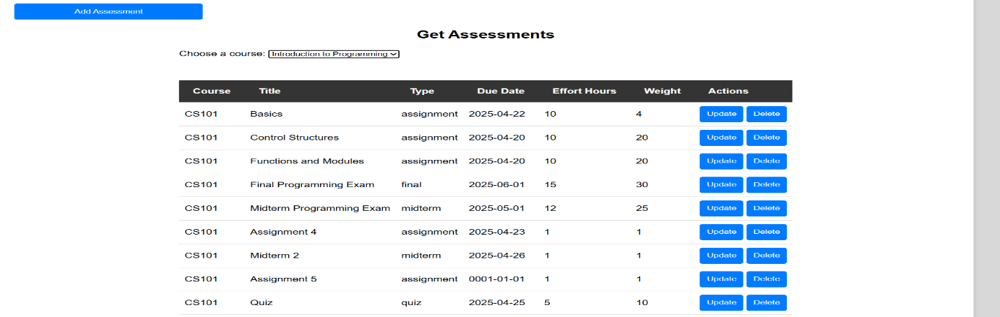 Add Assessment
Get Assessments
Choose a course: Introduction to Programming
Course Title Type Due Date Effort Hours Weight Actions
CS101 Basics assignment 2025-04-22 10 4 Update Delete
CS101 Control Structures assignment 2025-04-20 10 20 Update Delete
CS101 Functions and Modules assignment 2025-04-20 10 20 Update Delete
CS101 Final Programming Exam final 2025-06-01 15 30 Update Delete
CS101 Midterm Programming Exam midterm 2025-05-01 12 25 Update Delete
CS101 Assignment 4 assignment 2025-04-23 1 1 Update Delete
CS101 Midterm 2 midterm 2025-04-26 1 1 Update Delete
CS101 Assignment 5 assignment 0001-01-01 1 1 Update Delete
CS101 Quiz quiz 2025-04-25 5 10 Update Delete